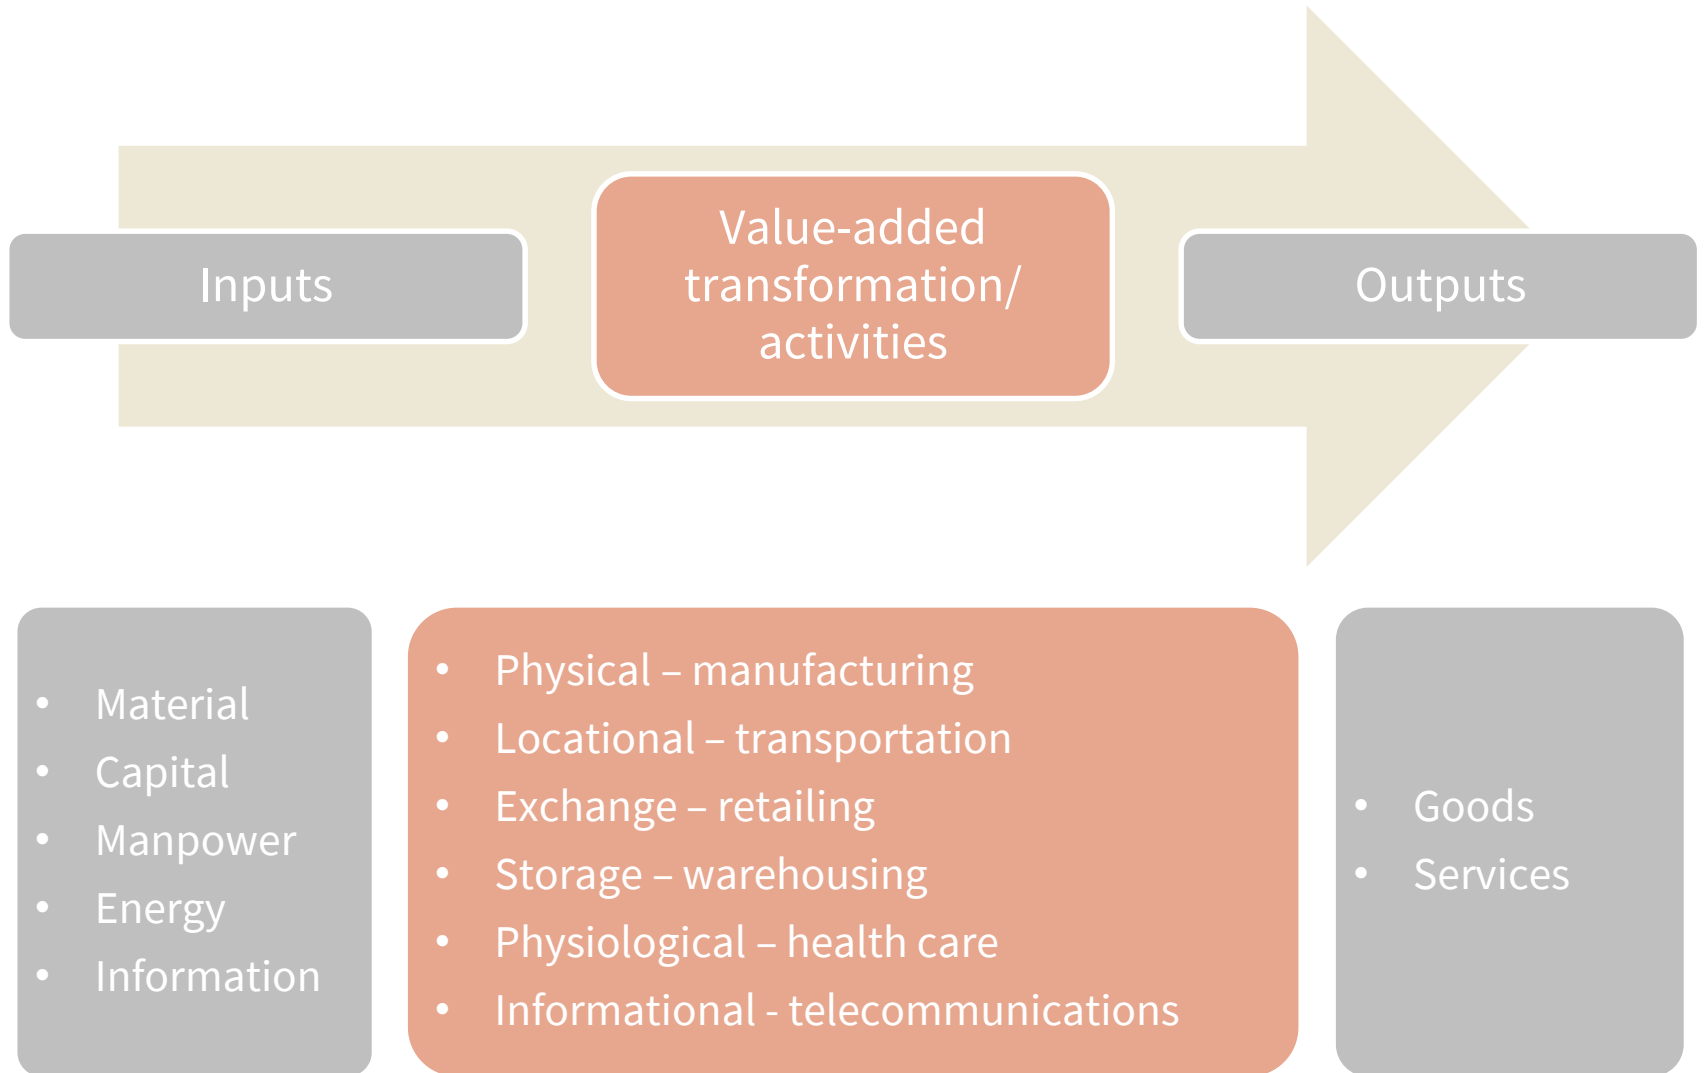 Inputs
Value-added
transformation/
activities
Outputs
• Material
• Capital
• Manpower
• Energy
• Information
• Physical – manufacturing
• Locational – transportation
• Exchange – retailing
• Storage – warehousing
• Physiological – health care
• Informational - telecommunications
• Goods
• Services